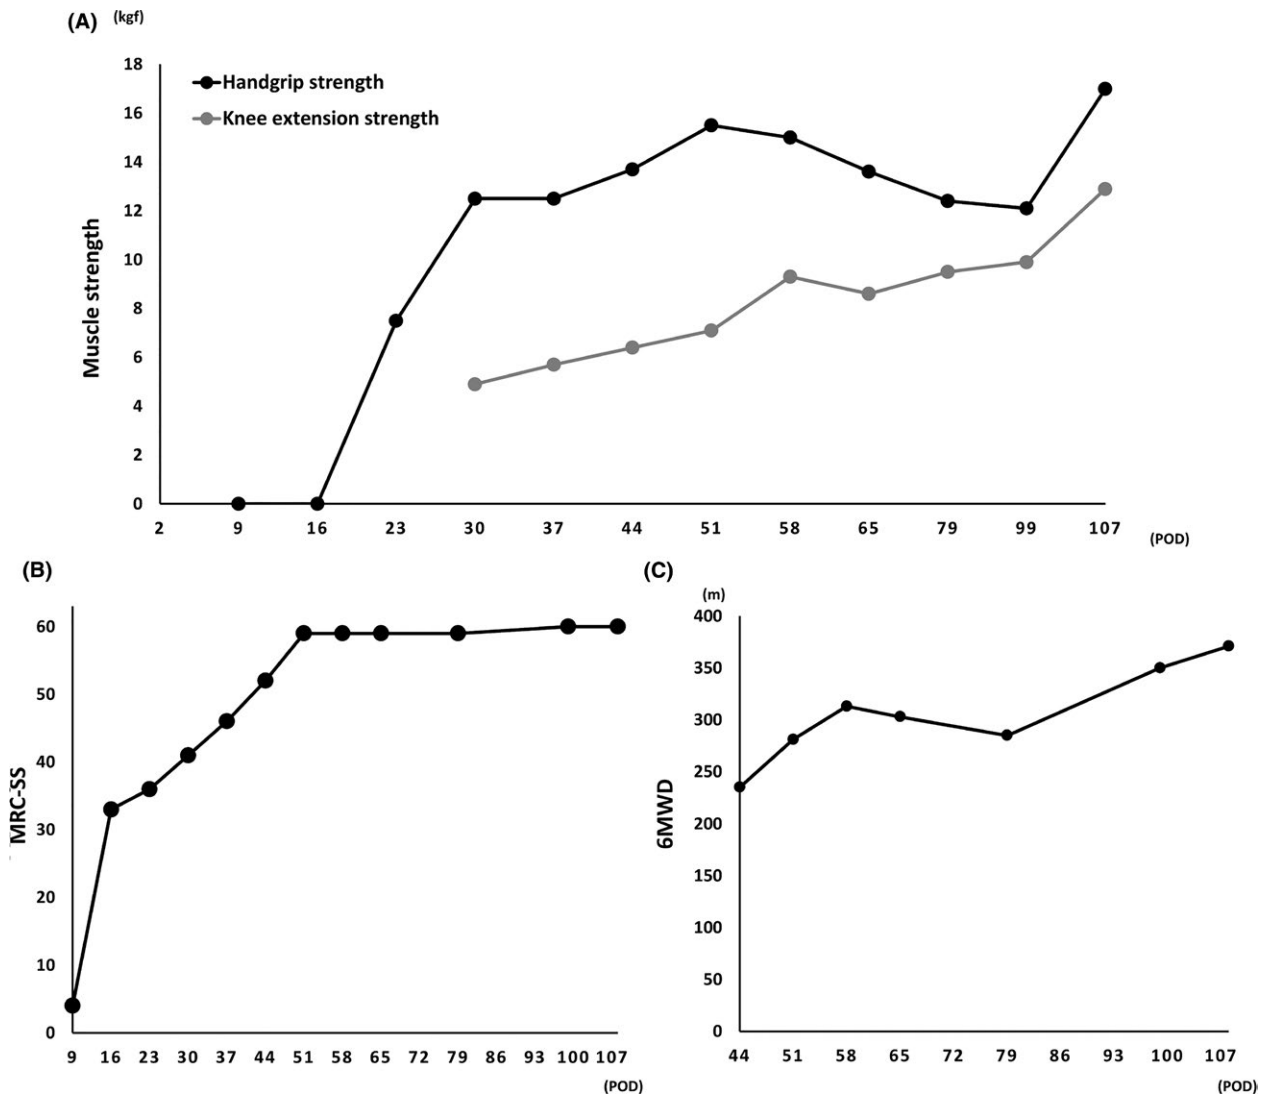 (A) (kgf)
18
Handgrip strength
16
Knee extension strength
14
12
10
8
6
4
2
0
Muscle strength
2 9 16 23 30 37 44 51 58 65 79 99 107
(POD)
(B)
60
50
40
30
20
10
0
MRC-SS
9 16 23 30 37 44 51 58 65 72 79 86 93 100 107
(POD)
(C)
(m)
400
350
300
250
200
150
100
50
0
6MWD
44 51 58 65 72 79 86 93 100 107
(POD)